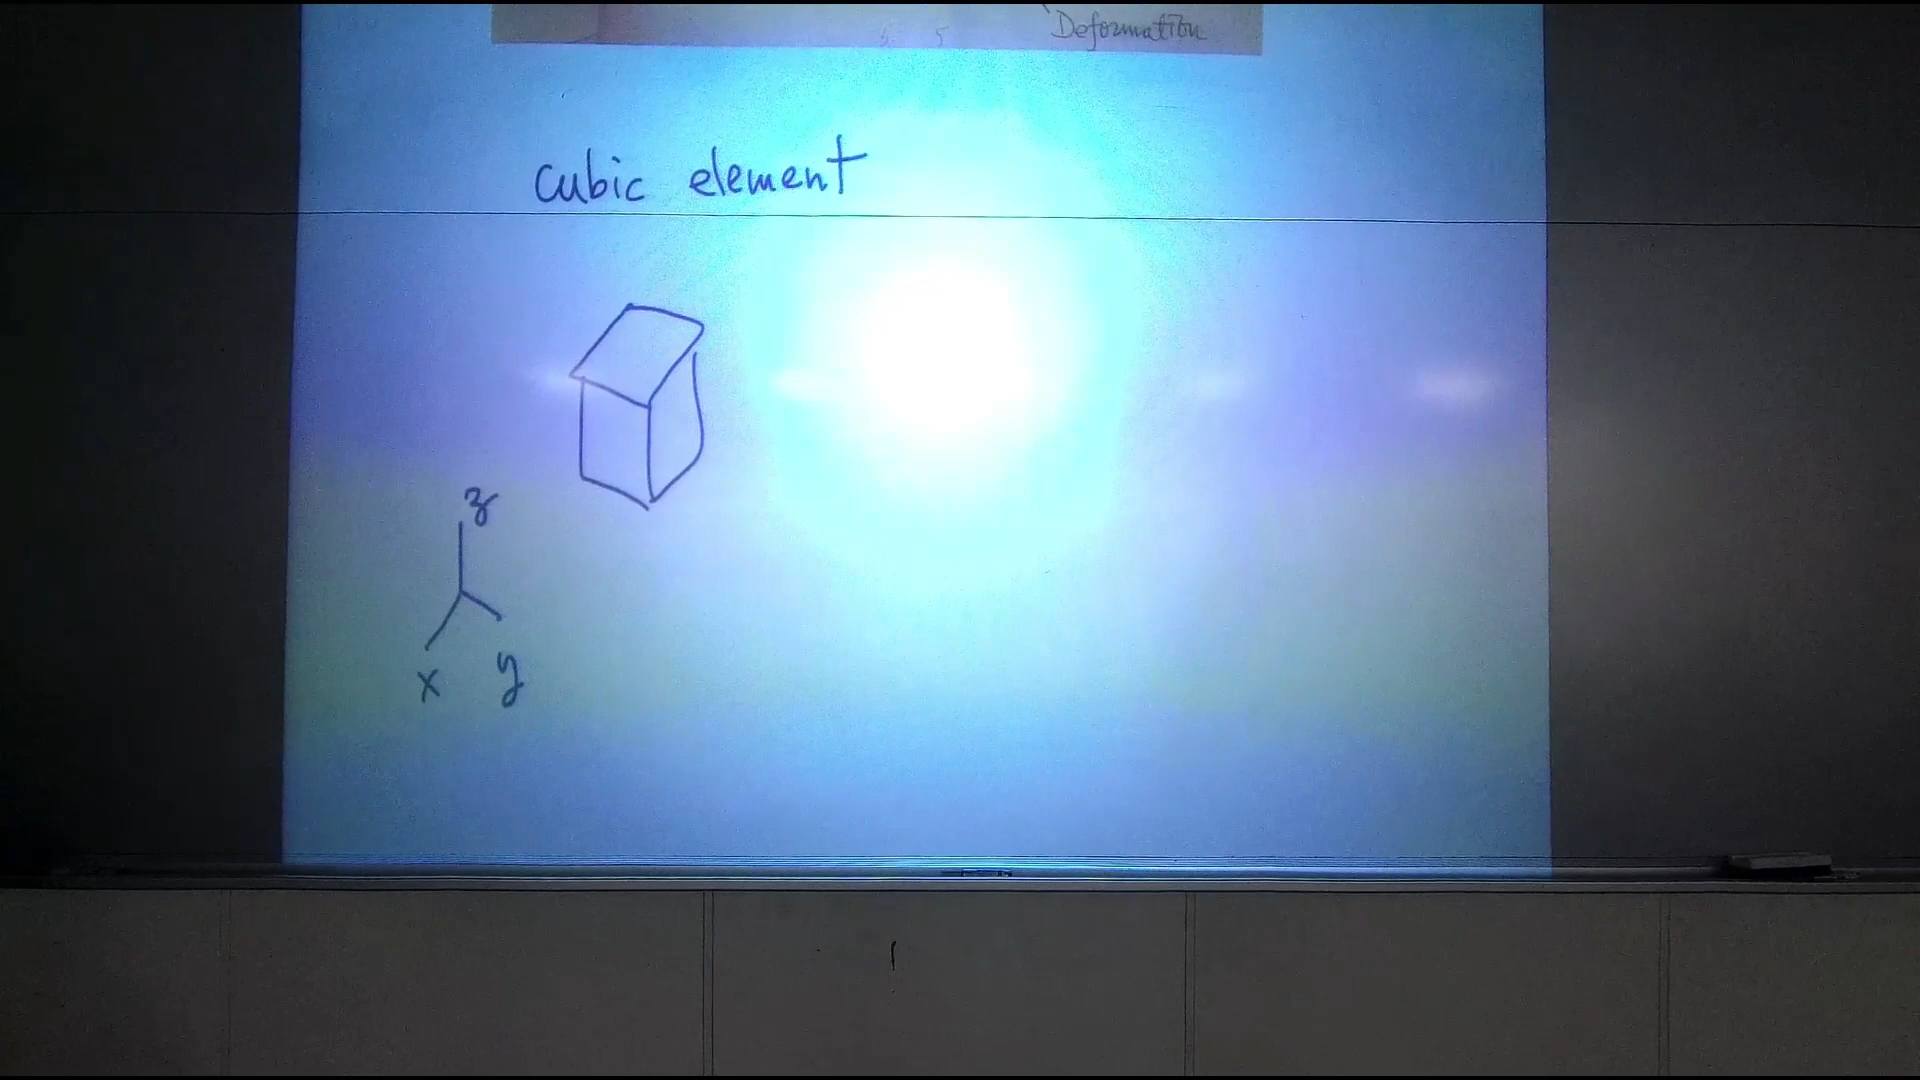 Deformation
cubic element
z
x y